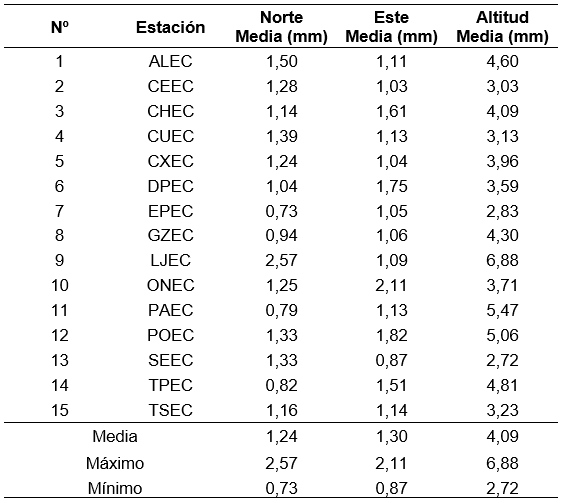 Nº Estación Norte Media (mm) Este Media (mm) Altitud Media (mm)
1 ALEC 1,50 1,11 4,60
2 CEEC 1,28 1,03 3,03
3 CHEC 1,14 1,61 4,09
4 CUEC 1,39 1,13 3,13
5 CXEC 1,24 1,04 3,96
6 DPEC 1,04 1,75 3,59
7 EPEC 0,73 1,05 2,83
8 GZEC 0,94 1,06 4,30
9 LJEC 2,57 1,09 6,88
10 ONEC 1,25 2,11 3,71
11 PAEC 0,79 1,13 5,47
12 POEC 1,33 1,82 5,06
13 SEEC 1,33 0,87 2,72
14 TPEC 0,82 1,51 4,81
15 TSEC 1,16 1,14 3,23
Media 1,24 1,30 4,09
Máximo 2,57 2,11 6,88
Mínimo 0,73 0,87 2,72